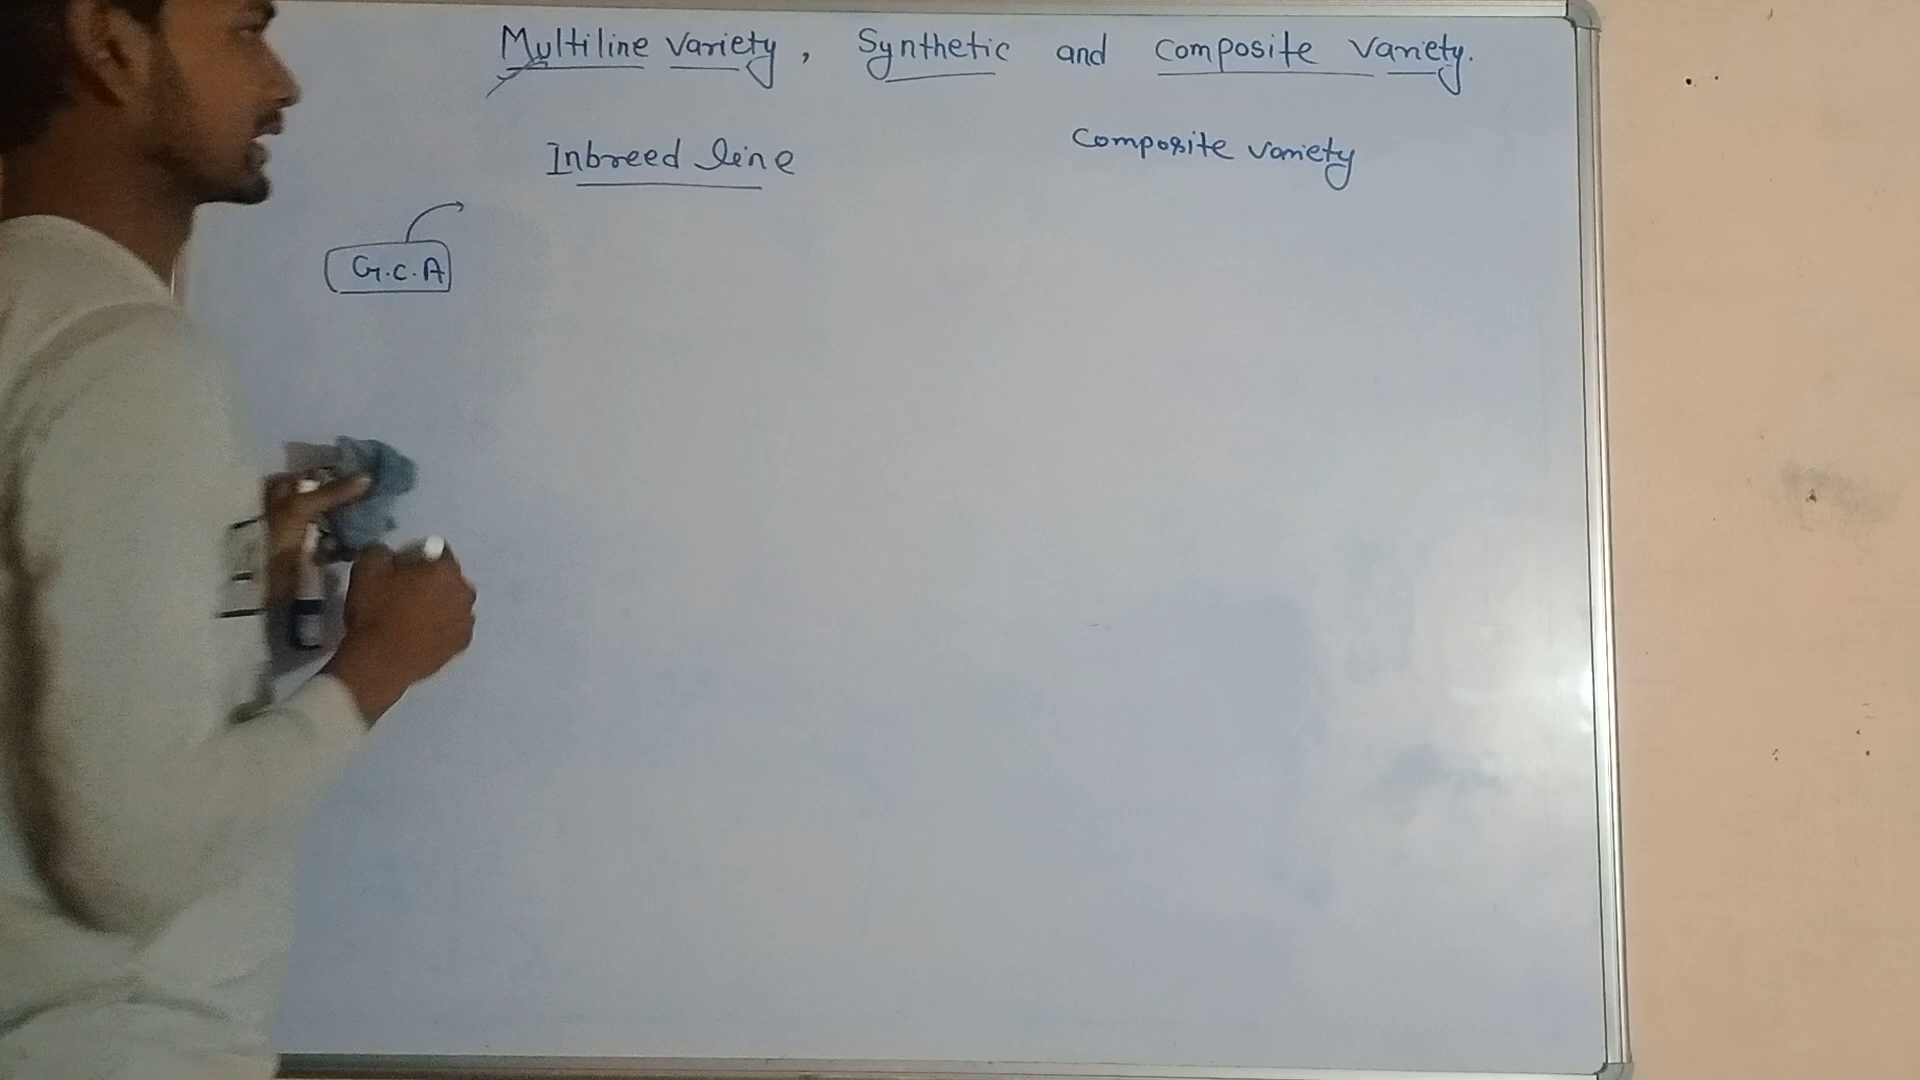 Multiline variety, Synthetic and composite variety.
Inbreed line
composite variety
G.C.A